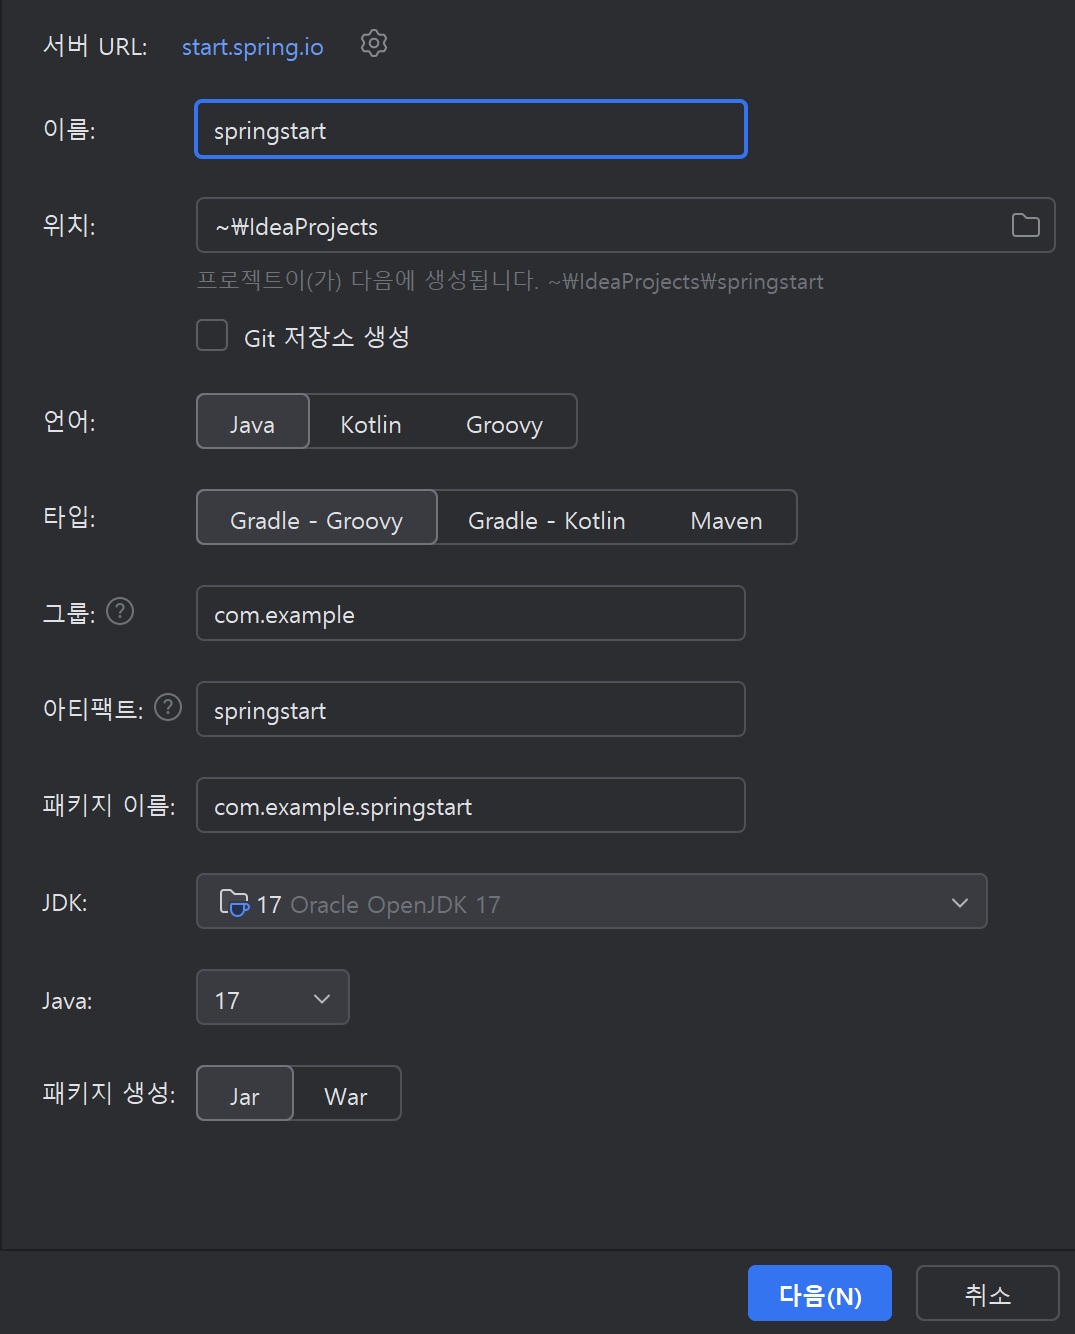 서버 URL: start.spring.io
이름: springstart
위치: ~₩IdeaProjects
프로젝트이(가) 다음에 생성됩니다. ~₩IdeaProjects₩springstart
Git 저장소 생성
언어: Java Kotlin Groovy
타입: Gradle - Groovy Gradle - Kotlin Maven
그룹: ? com.example
아티팩트: ? springstart
패키지 이름: com.example.springstart
JDK: 17 Oracle OpenJDK 17
Java: 17
패키지 생성: Jar War
다음(N) 취소